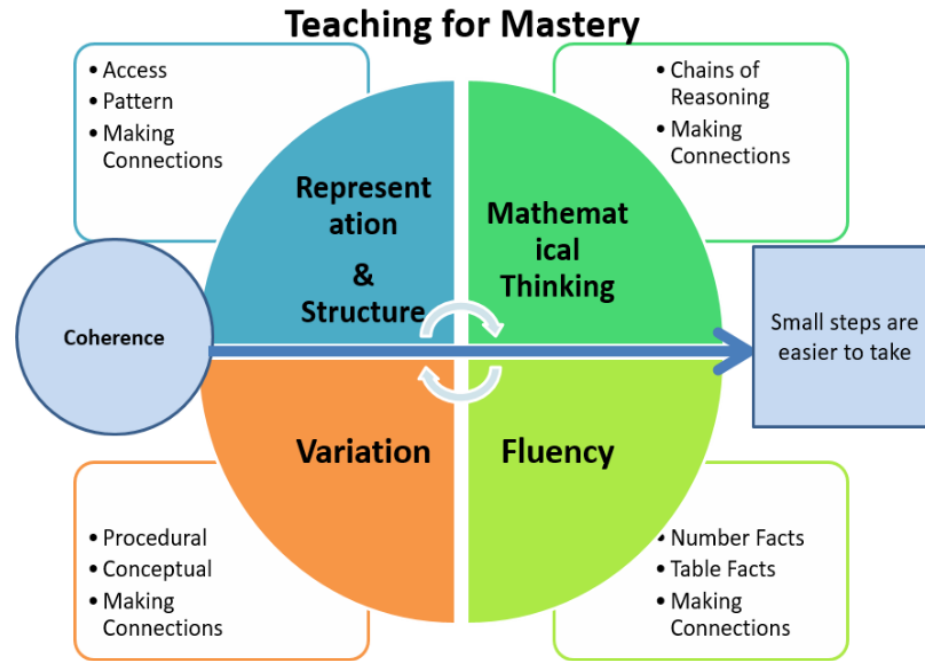 Teaching for Mastery
• Access
• Pattern
• Making
Connections
• Chains of
Reasoning
• Making
Connections
Represent
ation
&
Structure
Mathemat
ical
Thinking
Coherence
Small steps are
easier to take
Variation
Fluency
• Procedural
• Conceptual
• Making
Connections
• Number Facts
• Table Facts
• Making
Connections